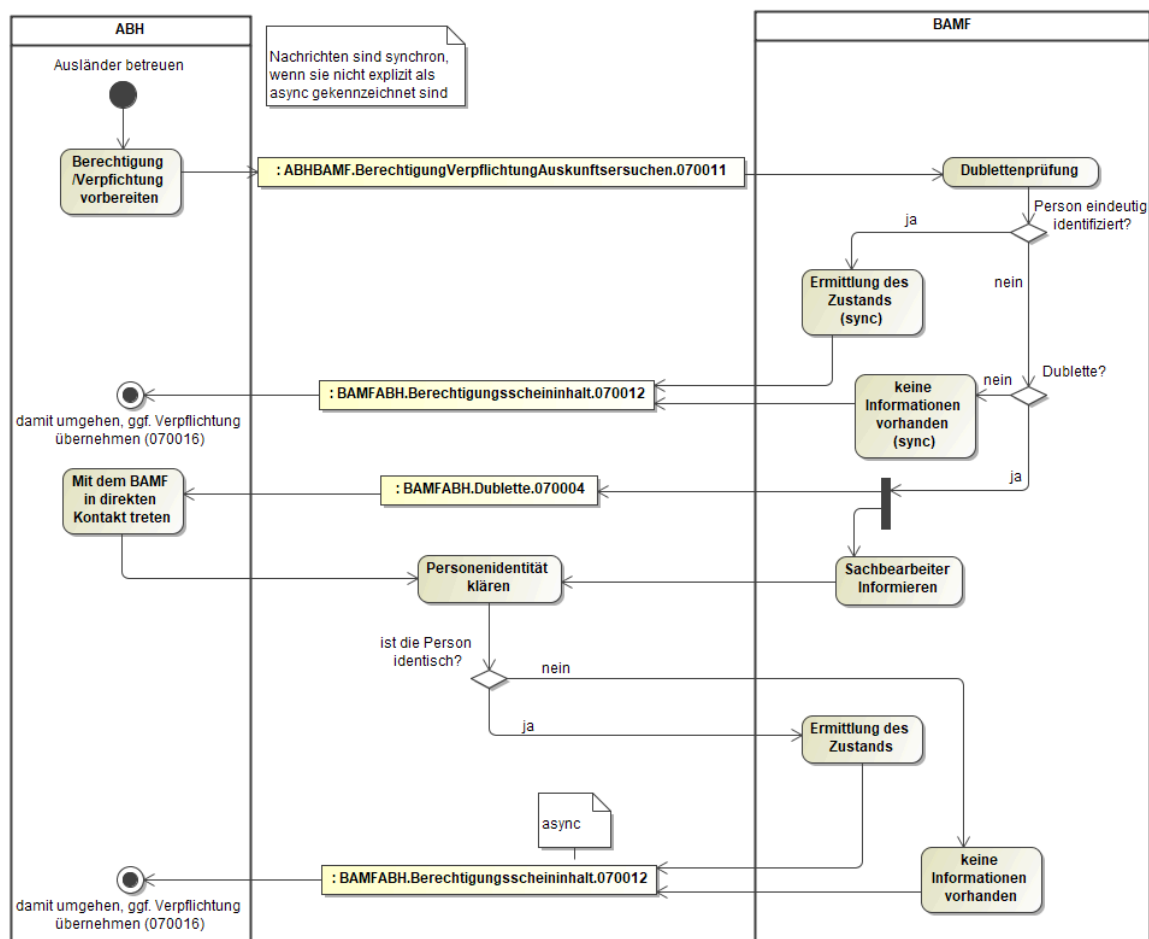 ABH
BAMF
Nachrichten sind synchron,
wenn sie nicht explizit als
async gekennzeichnet sind
Ausländer betreuen
Berechtigung
/Verpfichtung
vorbereiten
: ABHBAMF.BerechtigungVerpflichtungAuskunftsersuchen.070011
Dublettenprüfung
Person eindeutig
identifiziert?
ja
nein
Ermittlung des
Zustands
(sync)
Dublette?
nein
keine
Informationen
vorhanden
(sync)
: BAMFABH.Berechtigungsscheininhalt.070012
damit umgehen, ggf. Verpflichtung
übernehmen (070016)
ja
Mit dem BAMF
in direkten
Kontakt treten
: BAMFABH.Dublette.070004
Personenidentität
klären
Sachbearbeiter
Informieren
ist die Person
identisch?
nein
ja
Ermittlung des
Zustands
async
: BAMFABH.Berechtigungsscheininhalt.070012
keine
Informationen
vorhanden
damit umgehen, ggf. Verpflichtung
übernehmen (070016)